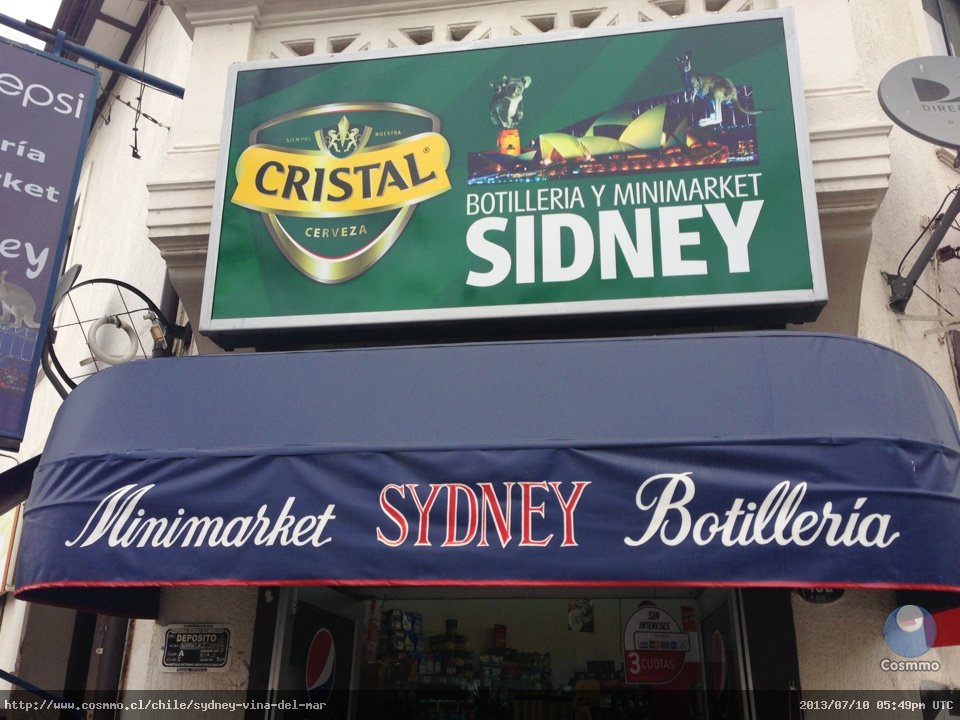 epsi
ría
rket
ey
SIEMPRE NUESTRA
CRISTAL®
CERVEZA
BOTILLERIA Y MINIMARKET
SIDNEY
DIREC
Minimarket SYDNEY Botillería
DEPOSITO
SIN
INTERESES
3 CUOTAS
Cosmmo
http://www.cosmmo.cl/chile/sydney-vina-del-mar
2013/07/10 05:49pm UTC